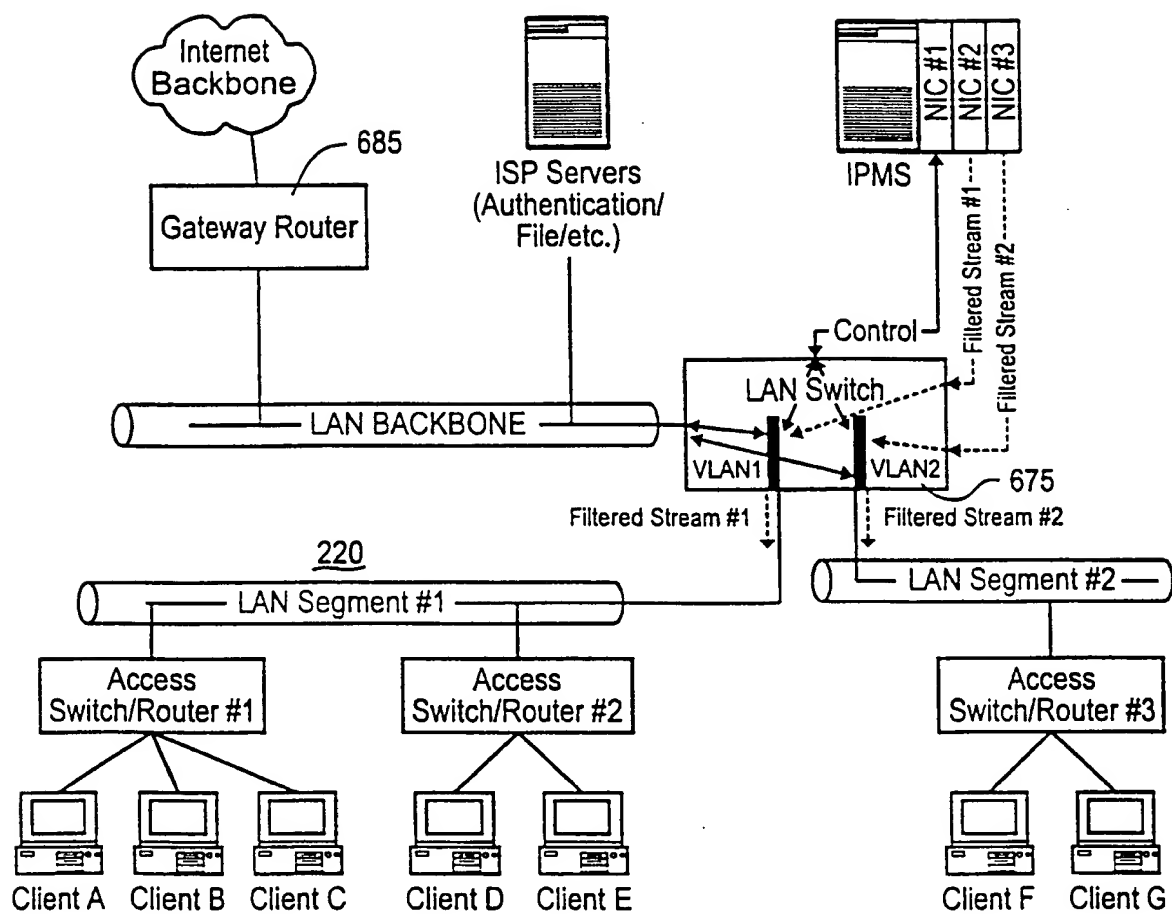 Internet
Backbone
685
Gateway Router
ISP Servers
(Authentication/
File/etc.)
IPMS
NIC #1
NIC #2
NIC #3
Filtered Stream #1
Filtered Stream #2
Control
LAN Switch
LAN BACKBONE
VLAN1
VLAN2
675
Filtered Stream #1
Filtered Stream #2
220
LAN Segment #1
LAN Segment #2
Access
Switch/Router #1
Access
Switch/Router #2
Access
Switch/Router #3
Client A
Client B
Client C
Client D
Client E
Client F
Client G